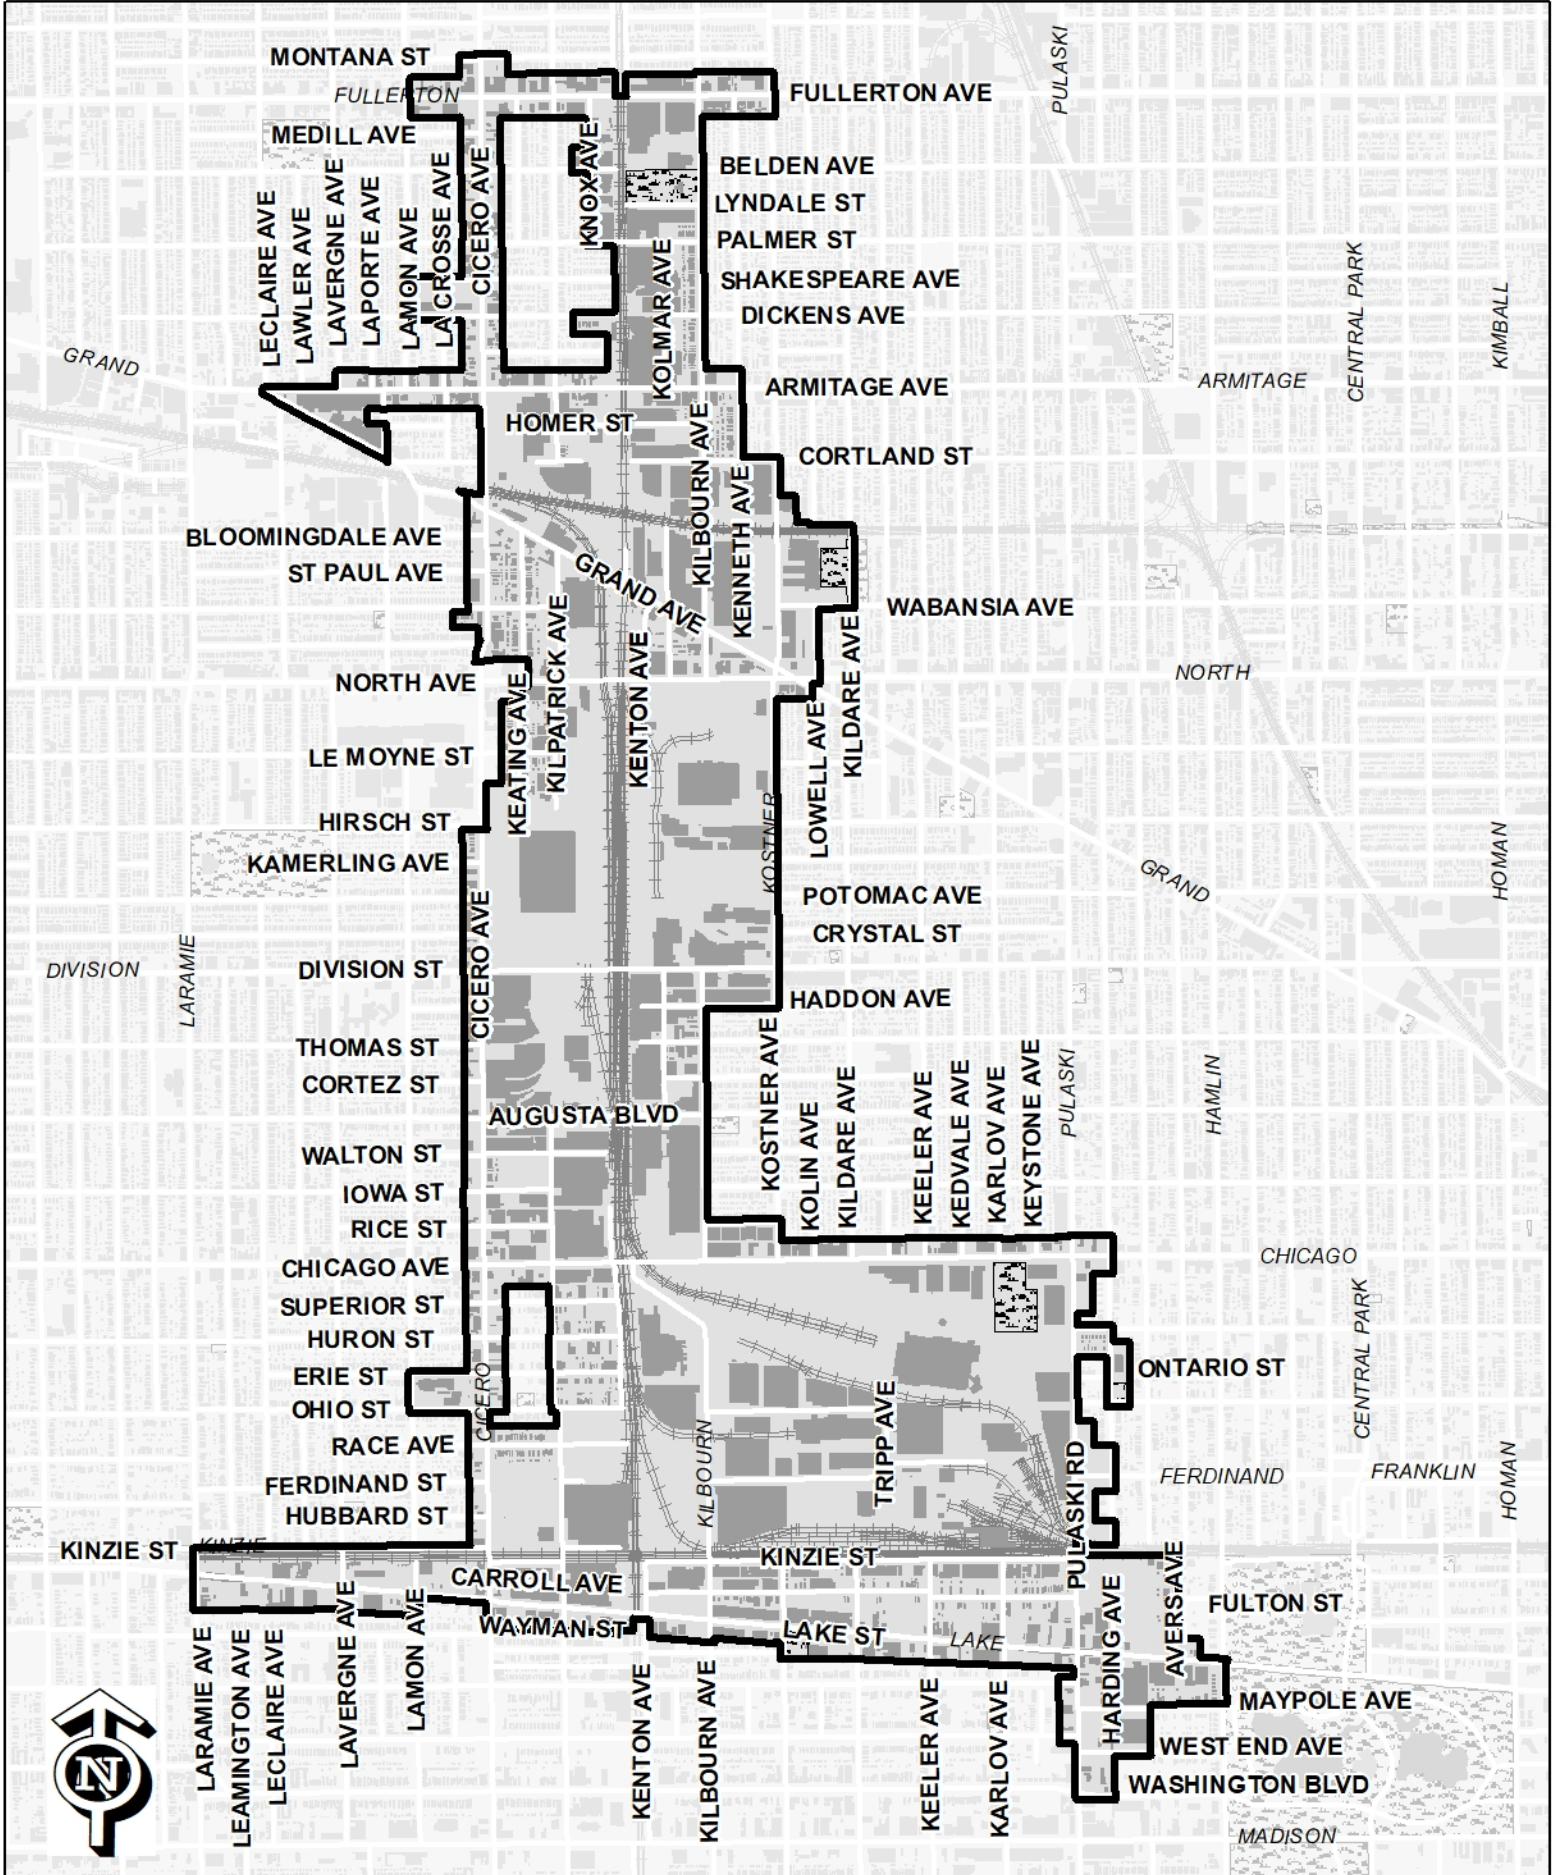 MONTANA ST
FULLERTON
FULLERTON AVE
PULASKI
MEDILL AVE
BELDEN AVE
LYNDALE ST
PALMER ST
SHAKESPEARE AVE
DICKENS AVE
LECLAIRE AVE
LAWLER AVE
LAVERGNE AVE
LAPORTE AVE
LAMON AVE
LA CROSSE AVE
CICERO AVE
KNOX AVE
KOLMAR AVE
CENTRAL PARK
KIMBALL
GRAND
ARMITAGE AVE
ARMITAGE
HOMER ST
KILBOURN AVE
KENNETH AVE
CORTLAND ST
BLOOMINGDALE AVE
ST PAUL AVE
GRAND AVE
WABANSIA AVE
NORTH AVE
NORTH
KEATING AVE
KILPATRICK AVE
KENTON AVE
LOWELL AVE
KILDARE AVE
LE MOYNE ST
HIRSCH ST
KAMERLING AVE
KOSTNER
GRAND
HOMAN
POTOMAC AVE
CRYSTAL ST
CICERO AVE
DIVISION
LARAMIE
DIVISION ST
HADDON AVE
THOMAS ST
CORTEZ ST
AUGUSTA BLVD
KOSTNER AVE
KOLIN AVE
KILDARE AVE
KEELER AVE
KEDVALE AVE
KARLOV AVE
KEYSTONE AVE
PULASKI
HAMLIN
WALTON ST
IOWA ST
RICE ST
CHICAGO AVE
CHICAGO
SUPERIOR ST
HURON ST
ERIE ST
OHIO ST
CICERO
ONTARIO ST
CENTRAL PARK
RACE AVE
FERDINAND ST
HUBBARD ST
KILBOURN
TRIPP AVE
PULASKI RD
FERDINAND
FRANKLIN
HOMAN
KINZIE ST
KINZIE
KINZIE ST
CARROLL AVE
WAYMAN ST
LAKE ST
LAKE
HARDING AVE
AVERS AVE
FULTON ST
LARAMIE AVE
LEAMINGTON AVE
LECLAIRE AVE
LAVERGNE AVE
LAMON AVE
KENTON AVE
KILBOURN AVE
KEELER AVE
KARLOV AVE
MAYPOLE AVE
WEST END AVE
WASHINGTON BLVD
MADISON
N